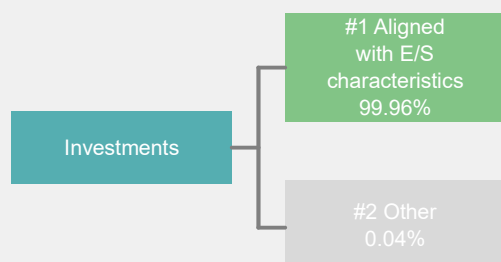 #1 Aligned
with E/S
characteristics
99.96%
Investments
#2 Other
0.04%